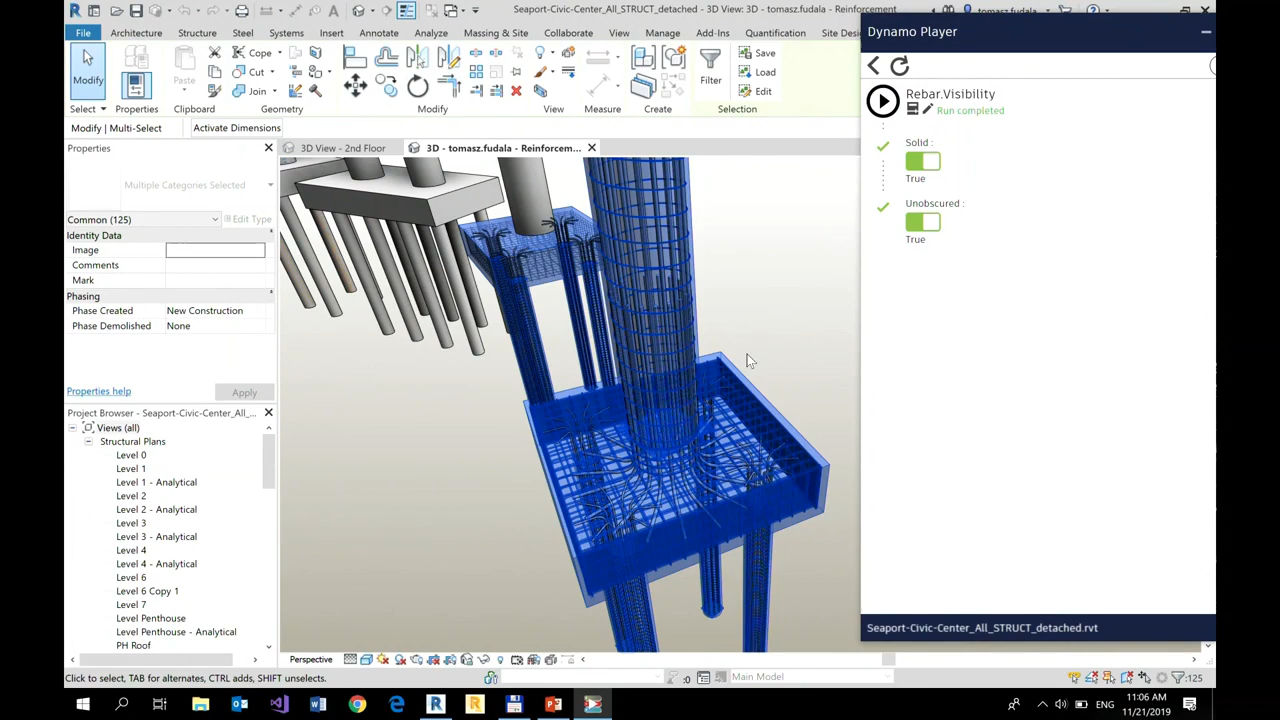 Seaport-Civic-Center_All_STRUCT_detached - 3D View: 3D - tomasz.fudala - Reinforcement
tomasz.fudala
File Architecture Structure Steel Systems Insert Annotate Analyze Massing & Site Collaborate View Manage Add-Ins Quantification Site Des
Modify
Properties
Paste
Cope
Cut
Join
Filter
Save
Load
Edit
Select Properties Clipboard Geometry Modify View Measure Create Selection
Modify | Multi-Select Activate Dimensions
Properties
3D View - 2nd Floor
3D - tomasz.fudala - Reinforcem...
Multiple Categories Selected
Common (125) Edit Type
Identity Data
Image
Comments
Mark
Phasing
Phase Created New Construction
Phase Demolished None
Properties help Apply
Project Browser - Seaport-Civic-Center_All_...
Views (all)
Structural Plans
Level 0
Level 1
Level 1 - Analytical
Level 2
Level 2 - Analytical
Level 3
Level 3 - Analytical
Level 4
Level 4 - Analytical
Level 6
Level 6 Copy 1
Level 7
Level Penthouse
Level Penthouse - Analytical
PH Roof
Perspective
Click to select, TAB for alternates, CTRL adds, SHIFT unselects.
:0
Main Model
:125
Dynamo Player
Rebar.Visibility
Run completed
Solid :
True
Unobscured :
True
Seaport-Civic-Center_All_STRUCT_detached.rvt
ENG
11:06 AM
11/21/2019